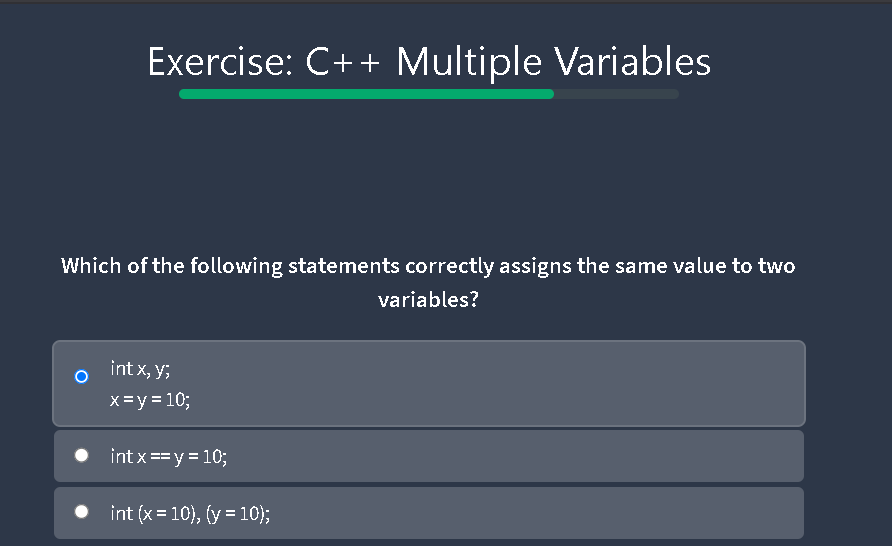 Exercise: C++ Multiple Variables
Which of the following statements correctly assigns the same value to two
variables?
int x, y;
x = y = 10;
int x == y = 10;
int (x = 10), (y = 10);